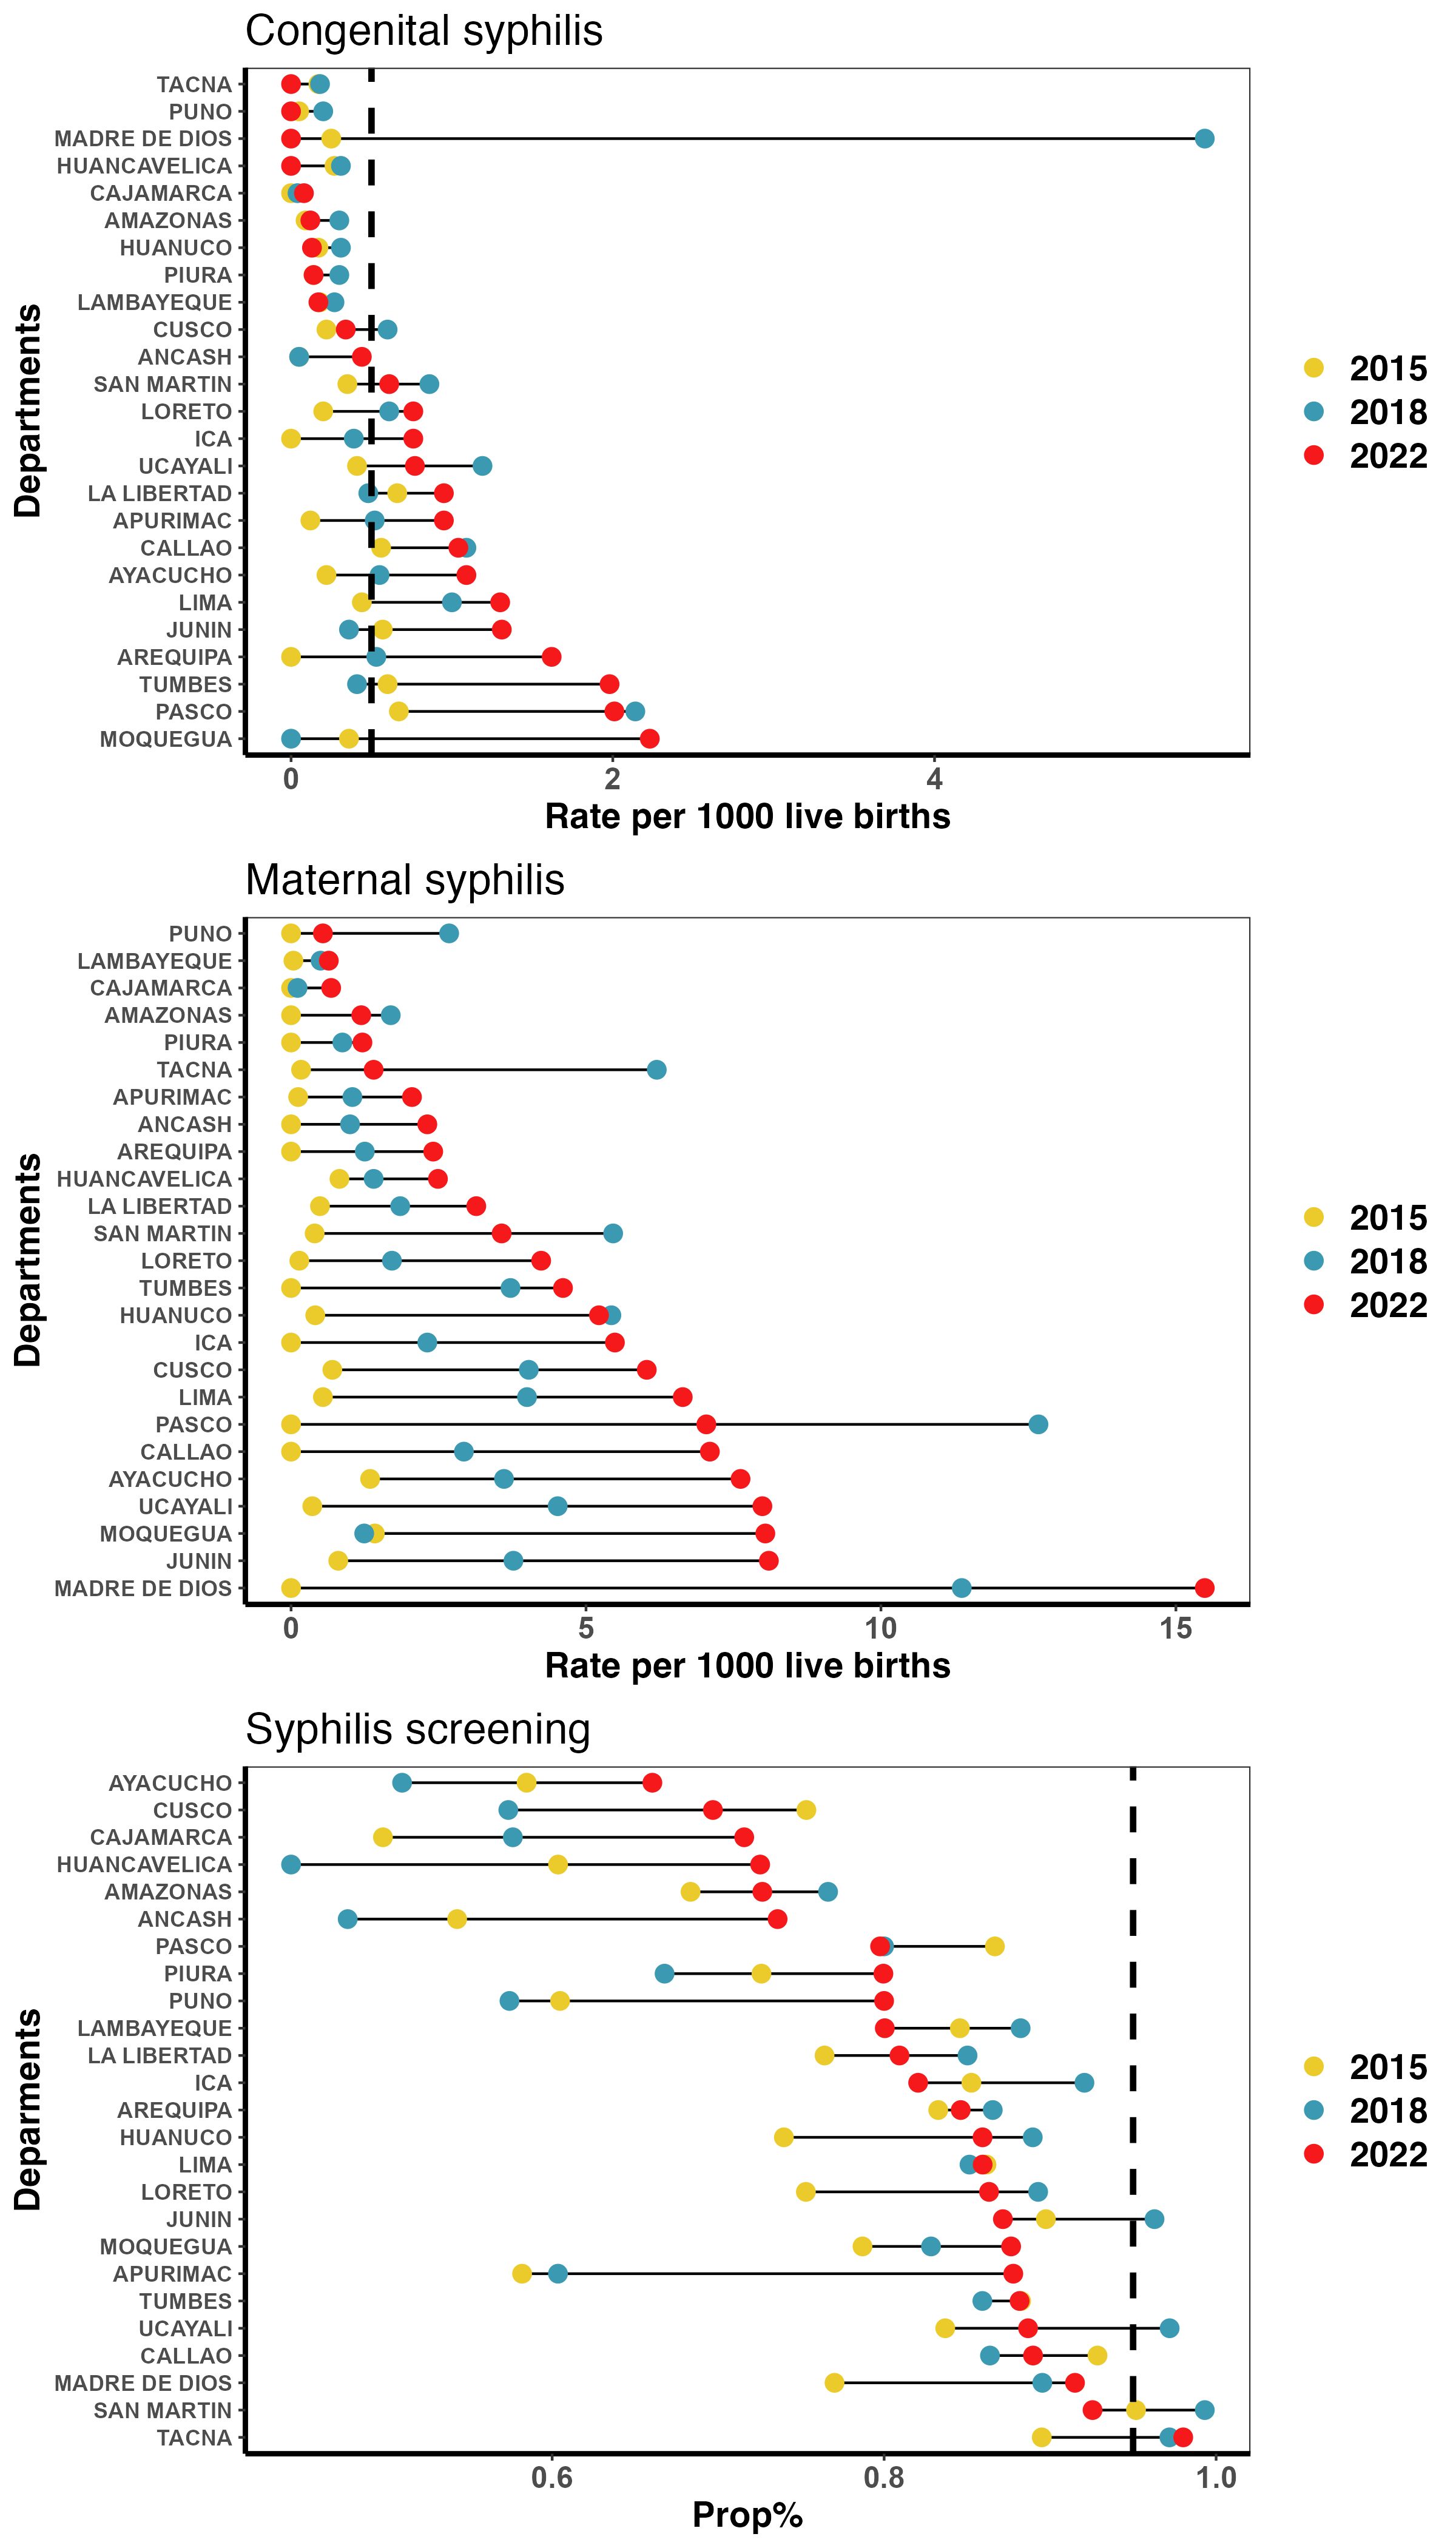 Congenital syphilis
Departments
TACNA
PUNO
MADRE DE DIOS
HUANCAVELICA
CAJAMARCA
AMAZONAS
HUANUCO
PIURA
LAMBAYEQUE
CUSCO
ANCASH
SAN MARTIN
LORETO
ICA
UCAYALI
LA LIBERTAD
APURIMAC
CALLAO
AYACUCHO
LIMA
JUNIN
AREQUIPA
TUMBES
PASCO
MOQUEGUA
0 2 4
Rate per 1000 live births
2015
2018
2022
Maternal syphilis
Departments
PUNO
LAMBAYEQUE
CAJAMARCA
AMAZONAS
PIURA
TACNA
APURIMAC
ANCASH
AREQUIPA
HUANCAVELICA
LA LIBERTAD
SAN MARTIN
LORETO
TUMBES
HUANUCO
ICA
CUSCO
LIMA
PASCO
CALLAO
AYACUCHO
UCAYALI
MOQUEGUA
JUNIN
MADRE DE DIOS
0 5 10 15
Rate per 1000 live births
2015
2018
2022
Syphilis screening
Deparments
AYACUCHO
CUSCO
CAJAMARCA
HUANCAVELICA
AMAZONAS
ANCASH
PASCO
PIURA
PUNO
LAMBAYEQUE
LA LIBERTAD
ICA
AREQUIPA
HUANUCO
LIMA
LORETO
JUNIN
MOQUEGUA
APURIMAC
TUMBES
UCAYALI
CALLAO
MADRE DE DIOS
SAN MARTIN
TACNA
0.6 0.8 1.0
Prop%
2015
2018
2022